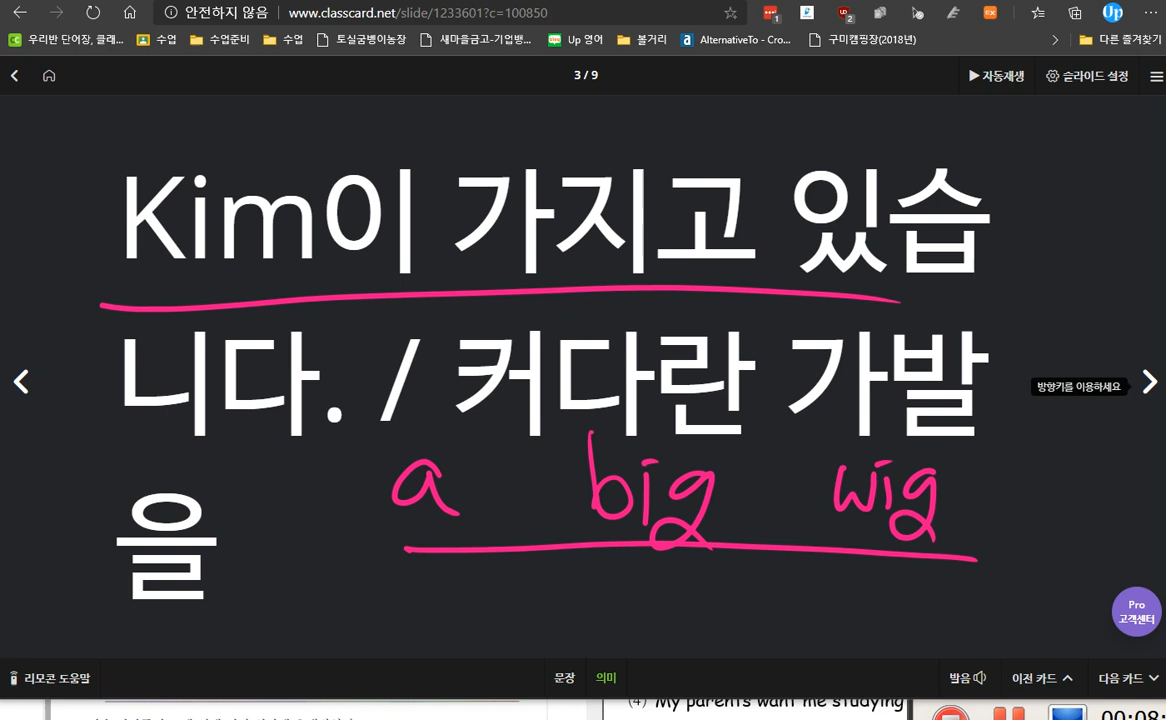 안전하지 않음 www.classcard.net/slide/1233601?c=100850
우리반 단어장, 클래... 수업 수업준비 수업 토실궁벵이농장 새마을금고-기업뱅... Up 영어 볼거리 AlternativeTo - Cro... 구미캠핑장(2018년) 다른 즐겨찾기
3 / 9 자동재생 슬라이드 설정
Kim이 가지고 있습
니다. / 커다란 가발
방향키를 이용하세요
a big wig
을
Pro
고객센터
리모콘 도움말 문장 의미 발음 이전 카드 다음 카드
(4) My parents want me studying
00:08: